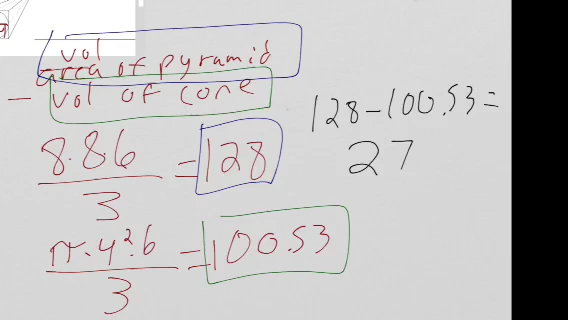 vol
area of pyramid
- vol of cone
8·86
3
= 128
π·4²·6
3
= 100.53
128-100.53=
27